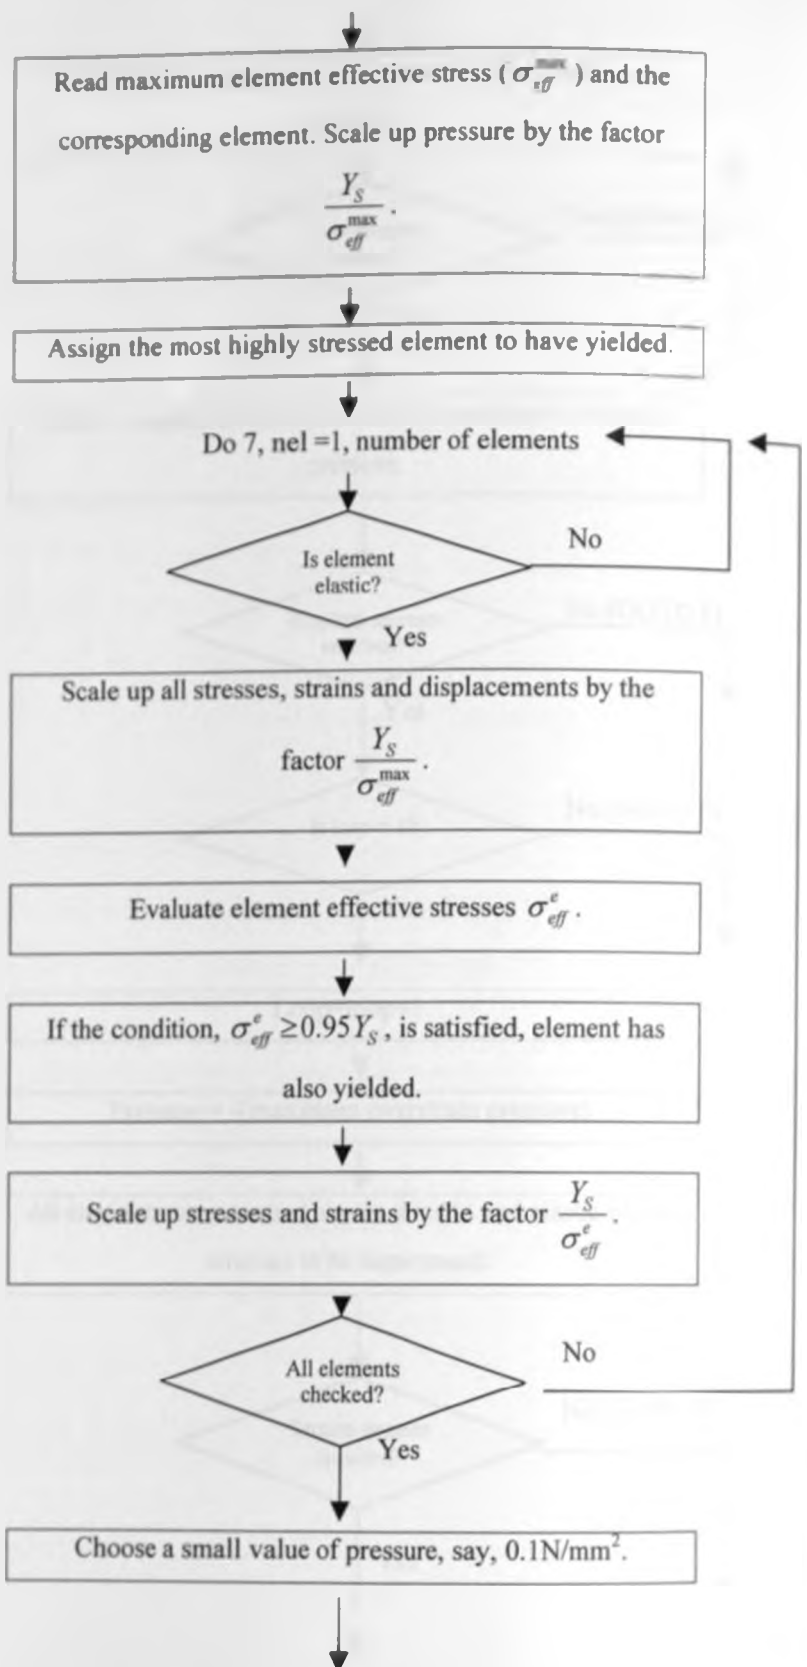 Read maximum element effective stress ( σ_eff^max ) and the
corresponding element. Scale up pressure by the factor
Y_S / σ_eff^max .
Assign the most highly stressed element to have yielded.
Do 7, nel =1, number of elements
No
Is element
elastic?
Yes
Scale up all stresses, strains and displacements by the
factor Y_S / σ_eff^max .
Evaluate element effective stresses σ_eff^e .
If the condition, σ_eff^e ≥0.95Y_S , is satisfied, element has
also yielded.
Scale up stresses and strains by the factor Y_S / σ_eff^e .
No
All elements
checked?
Yes
Choose a small value of pressure, say, 0.1N/mm².